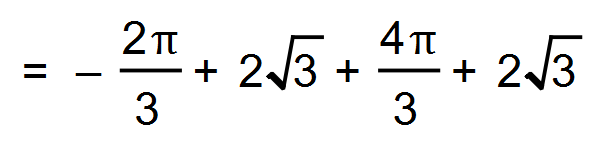 = – 2π/3 + 2√3 + 4π/3 + 2√3